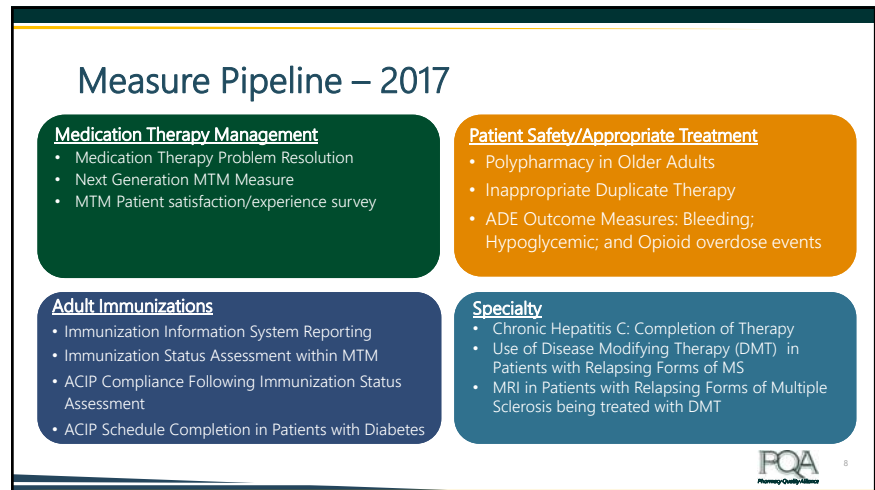 Measure Pipeline – 2017
Medication Therapy Management
• Medication Therapy Problem Resolution
• Next Generation MTM Measure
• MTM Patient satisfaction/experience survey
Patient Safety/Appropriate Treatment
• Polypharmacy in Older Adults
• Inappropriate Duplicate Therapy
• ADE Outcome Measures: Bleeding;
Hypoglycemic; and Opioid overdose events
Adult Immunizations
• Immunization Information System Reporting
• Immunization Status Assessment within MTM
• ACIP Compliance Following Immunization Status
Assessment
• ACIP Schedule Completion in Patients with Diabetes
Specialty
• Chronic Hepatitis C: Completion of Therapy
• Use of Disease Modifying Therapy (DMT) in
Patients with Relapsing Forms of MS
• MRI in Patients with Relapsing Forms of Multiple
Sclerosis being treated with DMT
PQA
Pharmacy Quality Alliance
8